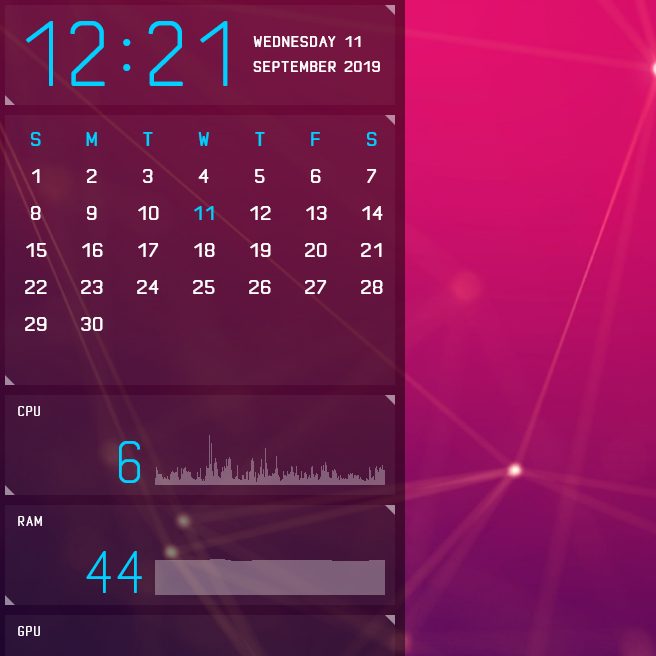 12:21
WEDNESDAY 11
SEPTEMBER 2019
S M T W T F S
1 2 3 4 5 6 7
8 9 10 11 12 13 14
15 16 17 18 19 20 21
22 23 24 25 26 27 28
29 30
CPU
6
RAM
44
GPU